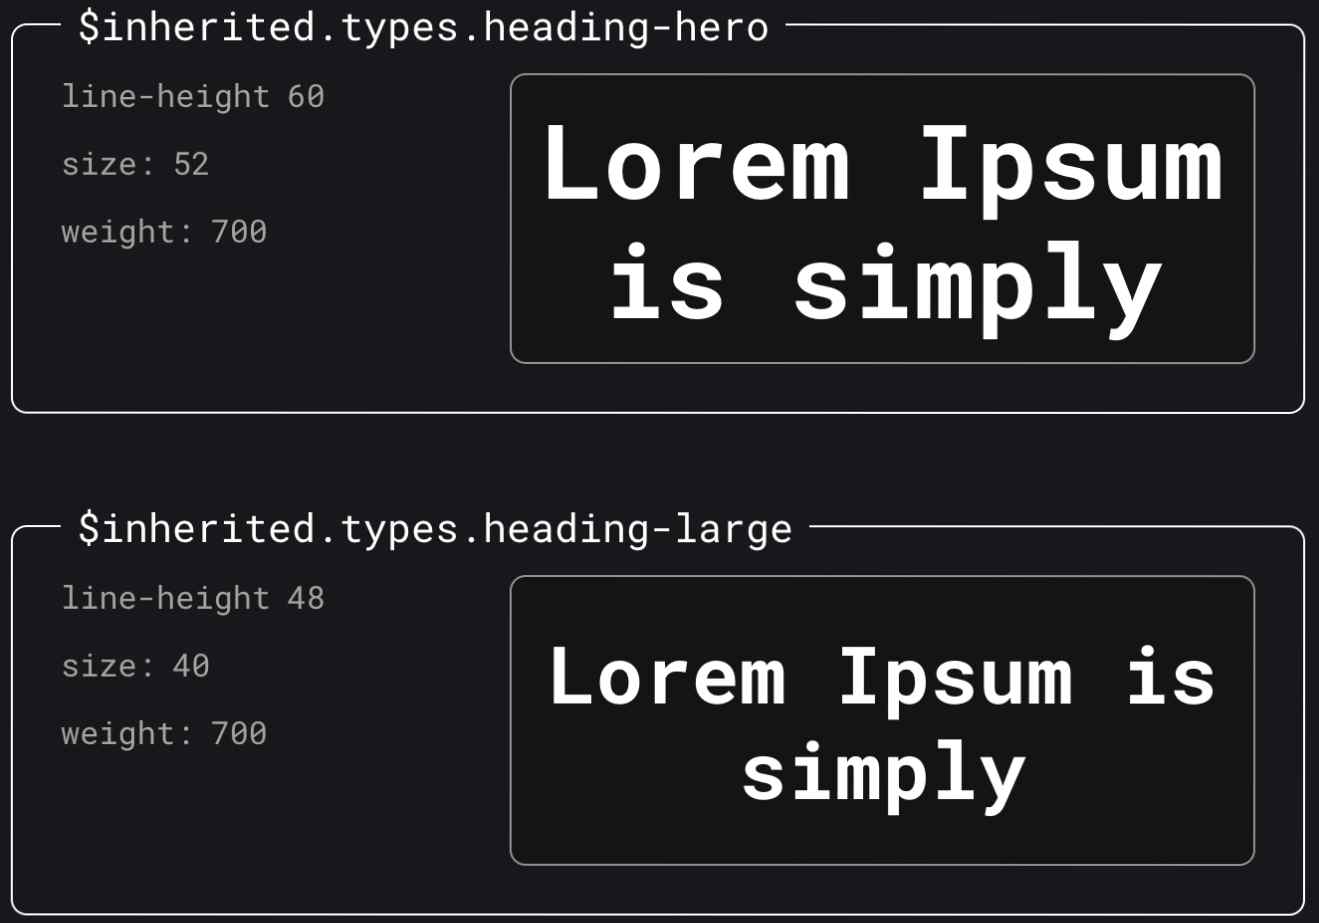 $inherited.types.heading-hero
line-height 60
size: 52
weight: 700
Lorem Ipsum
is simply
$inherited.types.heading-large
line-height 48
size: 40
weight: 700
Lorem Ipsum is
simply